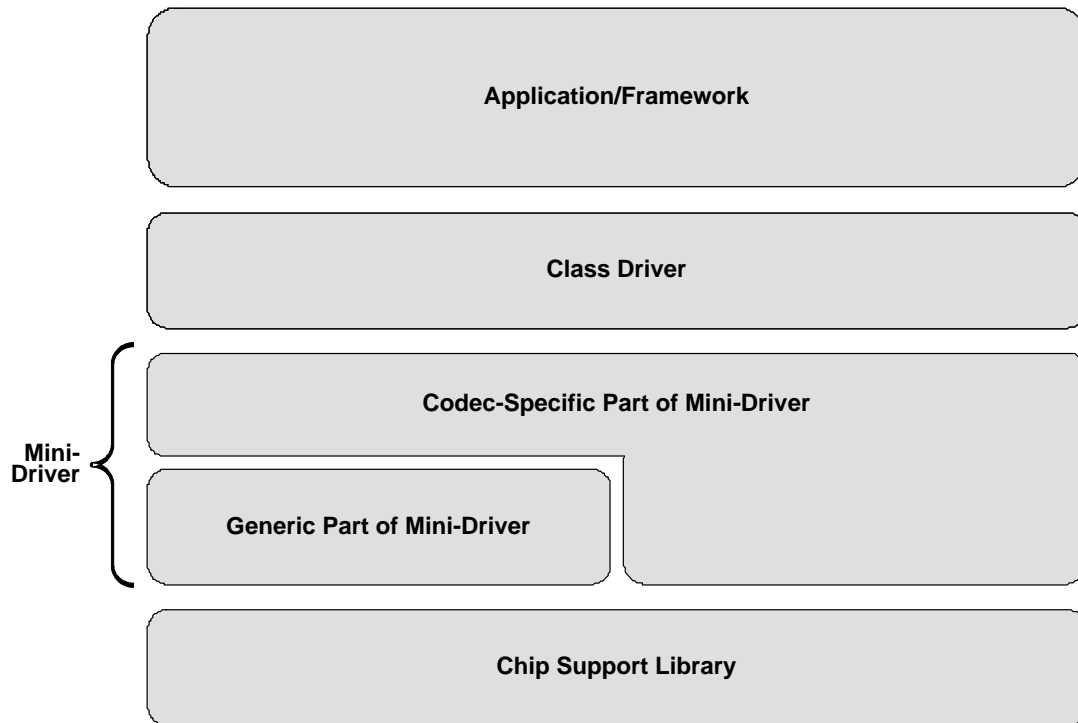 Application/Framework
Class Driver
Codec-Specific Part of Mini-Driver
Mini-
Driver
Generic Part of Mini-Driver
Chip Support Library